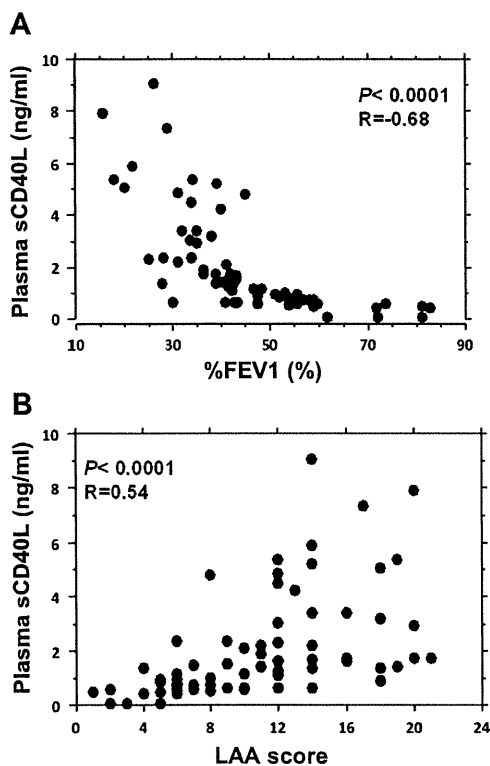 A
Plasma sCD40L (ng/ml)
10
8
6
4
2
0
P< 0.0001
R=-0.68
10 30 50 70 90
%FEV1 (%)
B
Plasma sCD40L (ng/ml)
10
8
6
4
2
0
P< 0.0001
R=0.54
0 4 8 12 16 20 24
LAA score